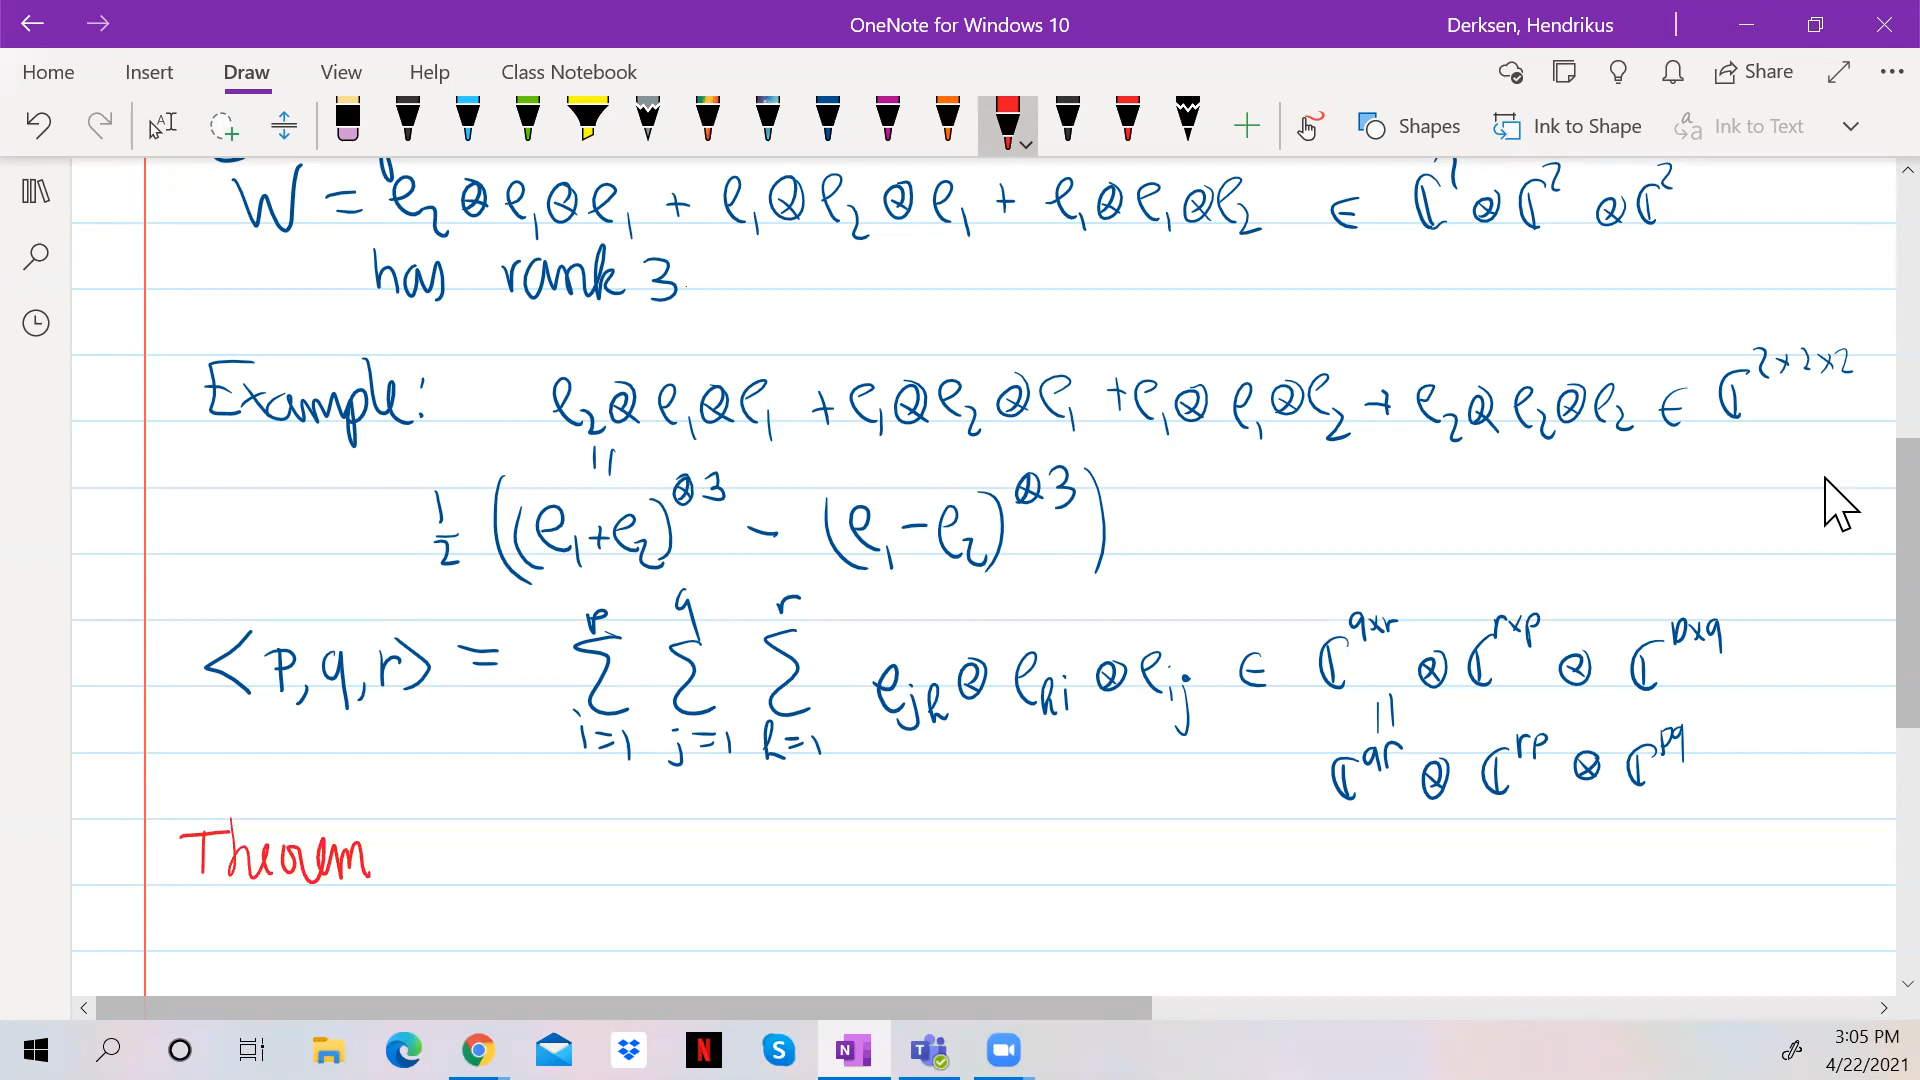 OneNote for Windows 10
Derksen, Hendrikus
Home Insert Draw View Help Class Notebook
Share
Shapes Ink to Shape Ink to Text
W = e₂ ⊗ e₁ ⊗ e₁ + e₁ ⊗ e₂ ⊗ e₁ + e₁ ⊗ e₁ ⊗ e₂ ∈ ℂ² ⊗ ℂ² ⊗ ℂ²
has rank 3.
Example: e₂ ⊗ e₁ ⊗ e₁ + e₁ ⊗ e₂ ⊗ e₁ + e₁ ⊗ e₁ ⊗ e₂ + e₂ ⊗ e₂ ⊗ e₂ ∈ ℂ^{2×2×2}
||
1/2 ((e₁+e₂)^{⊗3} − (e₁−e₂)^{⊗3})
<p,q,r> = ∑_{i=1}^{p} ∑_{j=1}^{q} ∑_{k=1}^{r} e_{jk} ⊗ e_{ki} ⊗ e_{ij} ∈ ℂ^{q×r} ⊗ ℂ^{r×p} ⊗ ℂ^{p×q}
||
ℂ^{qr} ⊗ ℂ^{rp} ⊗ ℂ^{pq}
Theorem
3:05 PM
4/22/2021